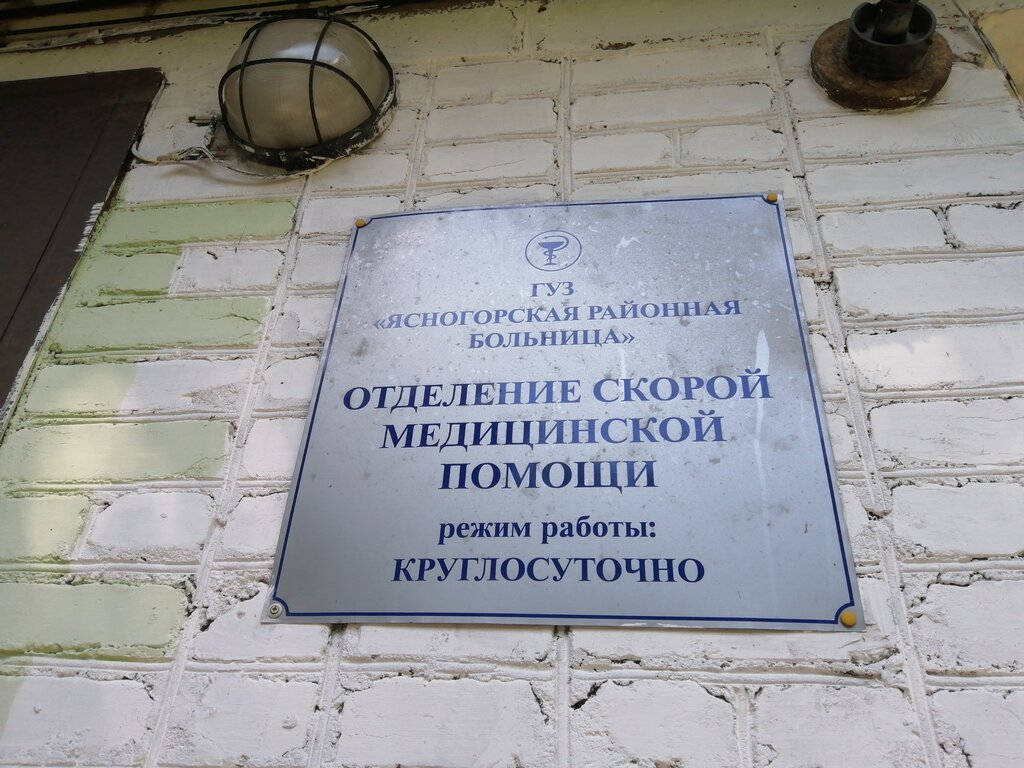 ГУЗ
«ЯСНОГОРСКАЯ РАЙОННАЯ
БОЛЬНИЦА»
ОТДЕЛЕНИЕ СКОРОЙ
МЕДИЦИНСКОЙ
ПОМОЩИ
режим работы:
КРУГЛОСУТОЧНО